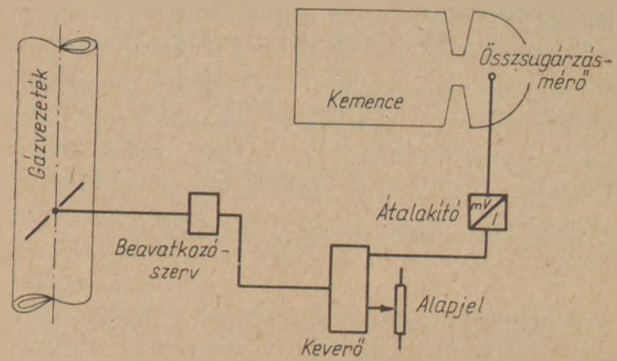 Gázvezeték
Kemence
Összsugárzás-
mérő
Átalakító
mV
I
Beavatkozó-
szerv
Alapjel
Keverő